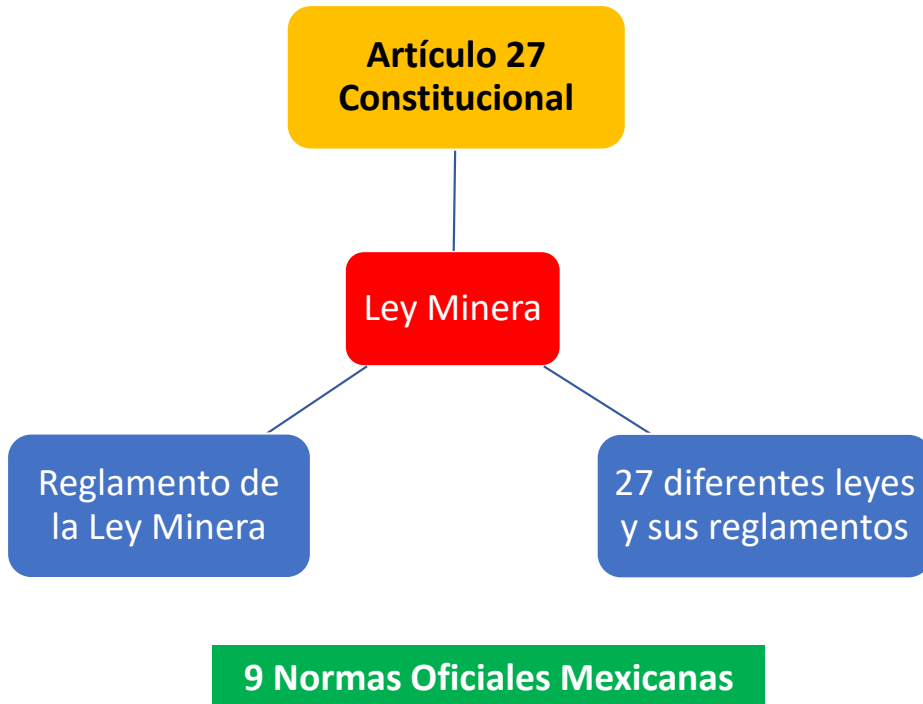 Artículo 27
Constitucional
Ley Minera
Reglamento de
la Ley Minera
27 diferentes leyes
y sus reglamentos
9 Normas Oficiales Mexicanas